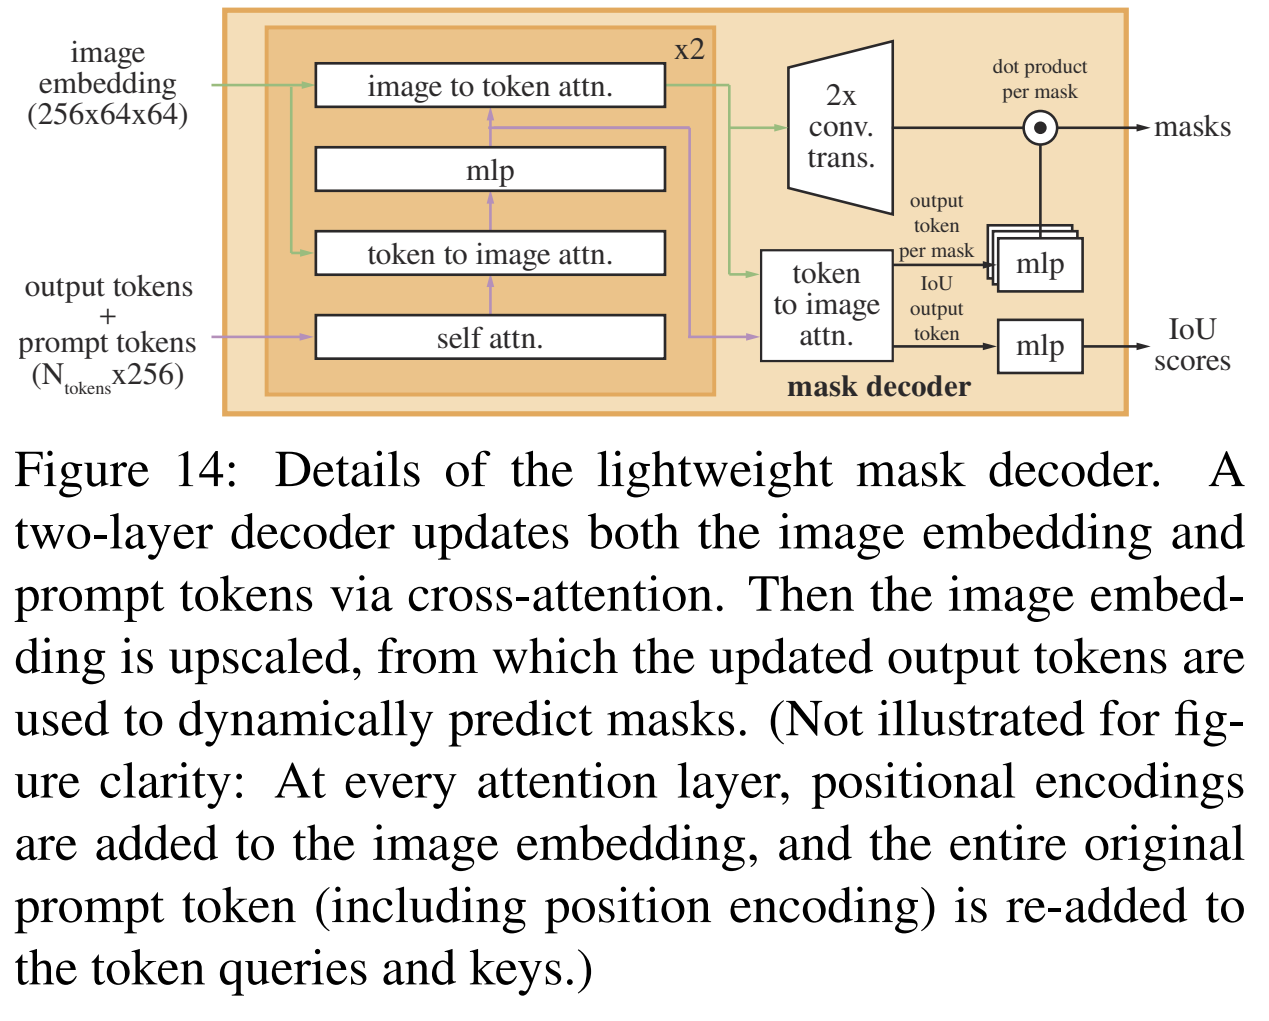 image
embedding
(256x64x64)
output tokens
+
prompt tokens
(Ntokensx256)
x2
image to token attn.
mlp
token to image attn.
self attn.
2x
conv.
trans.
dot product
per mask
masks
output
token
per mask
mlp
token
to image
attn.
IoU
output
token
mlp
IoU
scores
mask decoder
Figure 14: Details of the lightweight mask decoder. A
two-layer decoder updates both the image embedding and
prompt tokens via cross-attention. Then the image embed-
ding is upscaled, from which the updated output tokens are
used to dynamically predict masks. (Not illustrated for fig-
ure clarity: At every attention layer, positional encodings
are added to the image embedding, and the entire original
prompt token (including position encoding) is re-added to
the token queries and keys.)